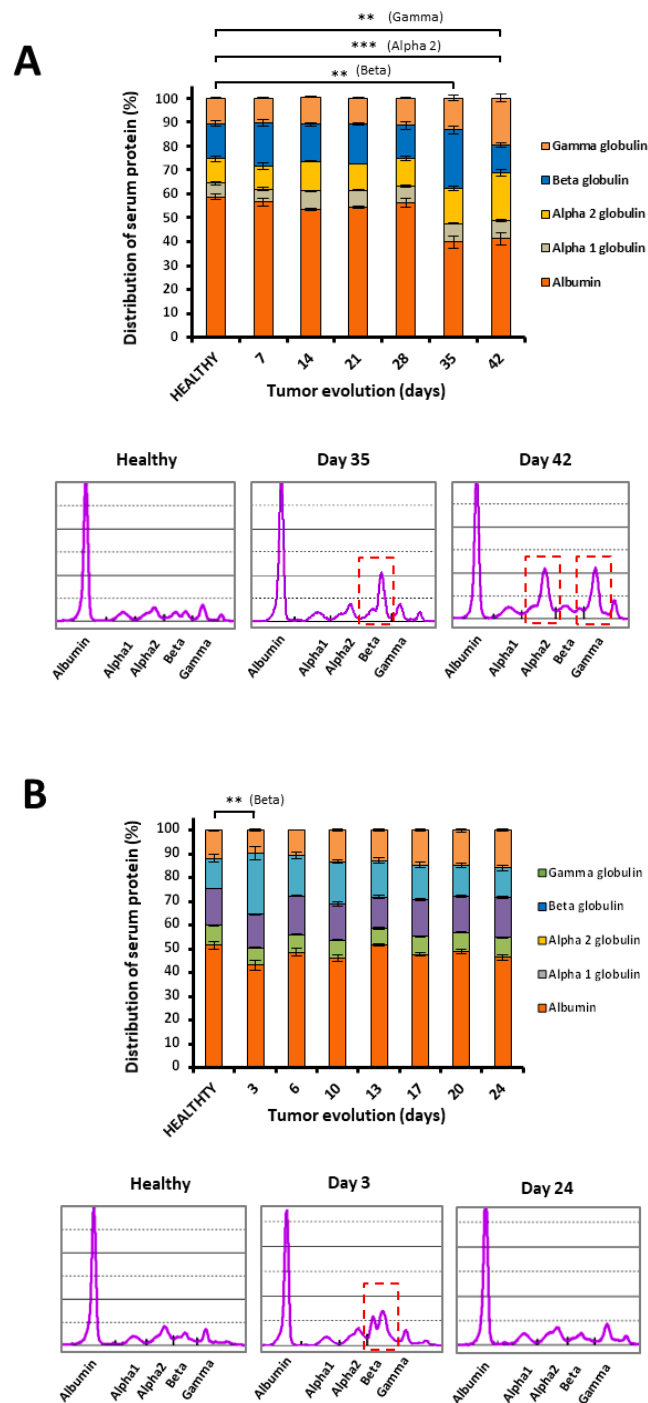 A
** (Gamma)
*** (Alpha 2)
** (Beta)
Distribution of serum protein (%)
100
90
80
70
60
50
40
30
20
10
0
HEALTHY 7 14 21 28 35 42
Tumor evolution (days)
Gamma globulin
Beta globulin
Alpha 2 globulin
Alpha 1 globulin
Albumin
Healthy Day 35 Day 42
Albumin Alpha1 Alpha2 Beta Gamma Albumin Alpha1 Alpha2 Beta Gamma Albumin Alpha1 Alpha2 Beta Gamma
B
** (Beta)
Distribution of serum protein (%)
100
90
80
70
60
50
40
30
20
10
0
HEALTHTY 3 6 10 13 17 20 24
Tumor evolution (days)
Gamma globulin
Beta globulin
Alpha 2 globulin
Alpha 1 globulin
Albumin
Healthy Day 3 Day 24
Albumin Alpha1 Alpha2 Beta Gamma Albumin Alpha1 Alpha2 Beta Gamma Albumin Alpha1 Alpha2 Beta Gamma